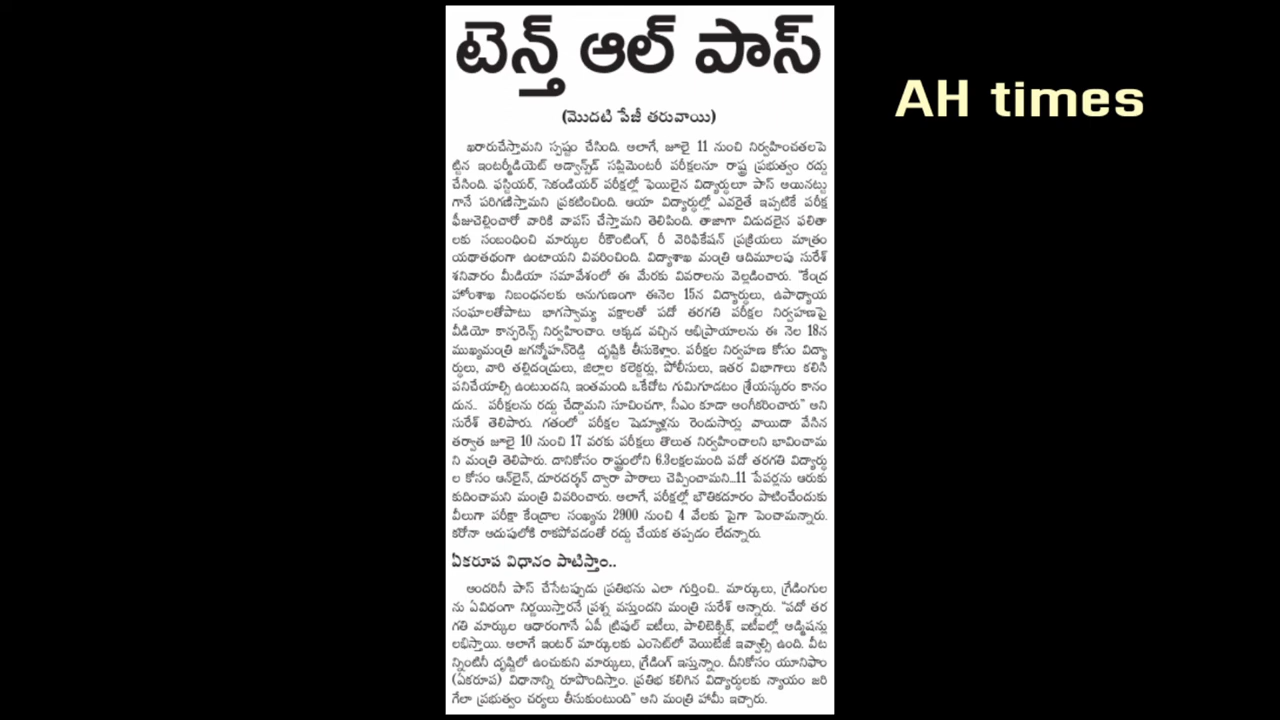 టెన్త్ ఆల్ పాస్
AH times
(మొదటి పేజీ తరువాయి)
ఖరారుచేస్తామని స్పష్టం చేసింది. అలాగే, జూలై 11 నుంచి నిర్వహించతలపె
ట్టిన ఇంటర్మీడియెట్ అడ్వాన్స్‌డ్ సప్లిమెంటరీ పరీక్షలనూ రాష్ట్ర ప్రభుత్వం రద్దు
చేసింది. ఫస్టియర్, సెకండియర్ పరీక్షల్లో ఫెయిలైన విద్యార్థులూ పాస్ అయినట్టు
గానే పరిగణిస్తామని ప్రకటించింది. ఆయా విద్యార్థుల్లో ఎవరైతే ఇప్పటికే పరీక్ష
ఫీజుచెల్లించారో వారికి వాపస్ చేస్తామని తెలిపింది. తాజాగా విడుదలైన ఫలితా
లకు సంబంధించి మార్కుల రీకౌంటింగ్, రీ వెరిఫికేషన్ ప్రక్రియలు మాత్రం
యథాతథంగా ఉంటాయని వివరించింది. విద్యాశాఖ మంత్రి ఆదిమూలపు సురేశ్
శనివారం మీడియా సమావేశంలో ఈ మేరకు వివరాలను వెల్లడించారు. "కేంద్ర
హోంశాఖ నిబంధనలకు అనుగుణంగా ఈనెల 15న విద్యార్థులు, ఉపాధ్యాయ
సంఘాలతోపాటు భాగస్వామ్య పక్షాలతో పదో తరగతి పరీక్షల నిర్వహణపై
వీడియో కాన్ఫరెన్స్ నిర్వహించాం. అక్కడ వచ్చిన అభిప్రాయాలను ఈ నెల 18న
ముఖ్యమంత్రి జగన్మోహన్‌రెడ్డి దృష్టికి తీసుకెళ్లాం. పరీక్షల నిర్వహణ కోసం విద్యా
ర్థులు, వారి తల్లిదండ్రులు, జిల్లాల కలెక్టర్లు, పోలీసులు, ఇతర విభాగాలు కలిసి
పనిచేయాల్సి ఉంటుందని, ఇంతమంది ఒకేచోట గుమిగూడటం శ్రేయస్కరం కానం
దున.. పరీక్షలను రద్దు చేద్దామని సూచించగా, సీఎం కూడా అంగీకరించారు" అని
సురేశ్ తెలిపారు. గతంలో పరీక్షల షెడ్యూళ్లను రెండుసార్లు వాయిదా వేసిన
తర్వాత జూలై 10 నుంచి 17 వరకు పరీక్షలు తొలుత నిర్వహించాలని భావించామ
ని మంత్రి తెలిపారు. దానికోసం రాష్ట్రంలోని 6.3లక్షలమంది పదో తరగతి విద్యార్థు
ల కోసం ఆన్‌లైన్, దూరదర్శన్ ద్వారా పాఠాలు చెప్పించామని...11 పేపర్లను ఆరుకు
కుదించామని మంత్రి వివరించారు. అలాగే, పరీక్షల్లో భౌతికదూరం పాటించేందుకు
వీలుగా పరీక్షా కేంద్రాల సంఖ్యను 2900 నుంచి 4 వేలకు పైగా పెంచామన్నారు.
కరోనా అదుపులోకి రాకపోవడంతో రద్దు చేయక తప్పడం లేదన్నారు.
ఏకరూప విధానం పాటిస్తాం..
అందరినీ పాస్ చేసేటప్పుడు ప్రతిభను ఎలా గుర్తించి.. మార్కులు, గ్రేడింగుల
ను ఏవిధంగా నిర్ణయిస్తారనే ప్రశ్న వస్తుందని మంత్రి సురేశ్ అన్నారు. "పదో తర
గతి మార్కుల ఆధారంగానే ఏపీ ట్రిపుల్ ఐటీలు, పాలిటెక్నిక్, ఐటీఐల్లో అడ్మిషన్లు
లభిస్తాయి. అలాగే ఇంటర్ మార్కులకు ఎంసెట్‌లో వెయిటేజీ ఇవ్వాల్సి ఉంది. వీట
న్నింటినీ దృష్టిలో ఉంచుకుని మార్కులు, గ్రేడింగ్ ఇస్తున్నాం. దీనికోసం యూనిఫాం
(ఏకరూప) విధానాన్ని రూపొందిస్తాం. ప్రతిభ కలిగిన విద్యార్థులకు న్యాయం జరి
గేలా ప్రభుత్వం చర్యలు తీసుకుంటుంది" అని మంత్రి హామీ ఇచ్చారు.